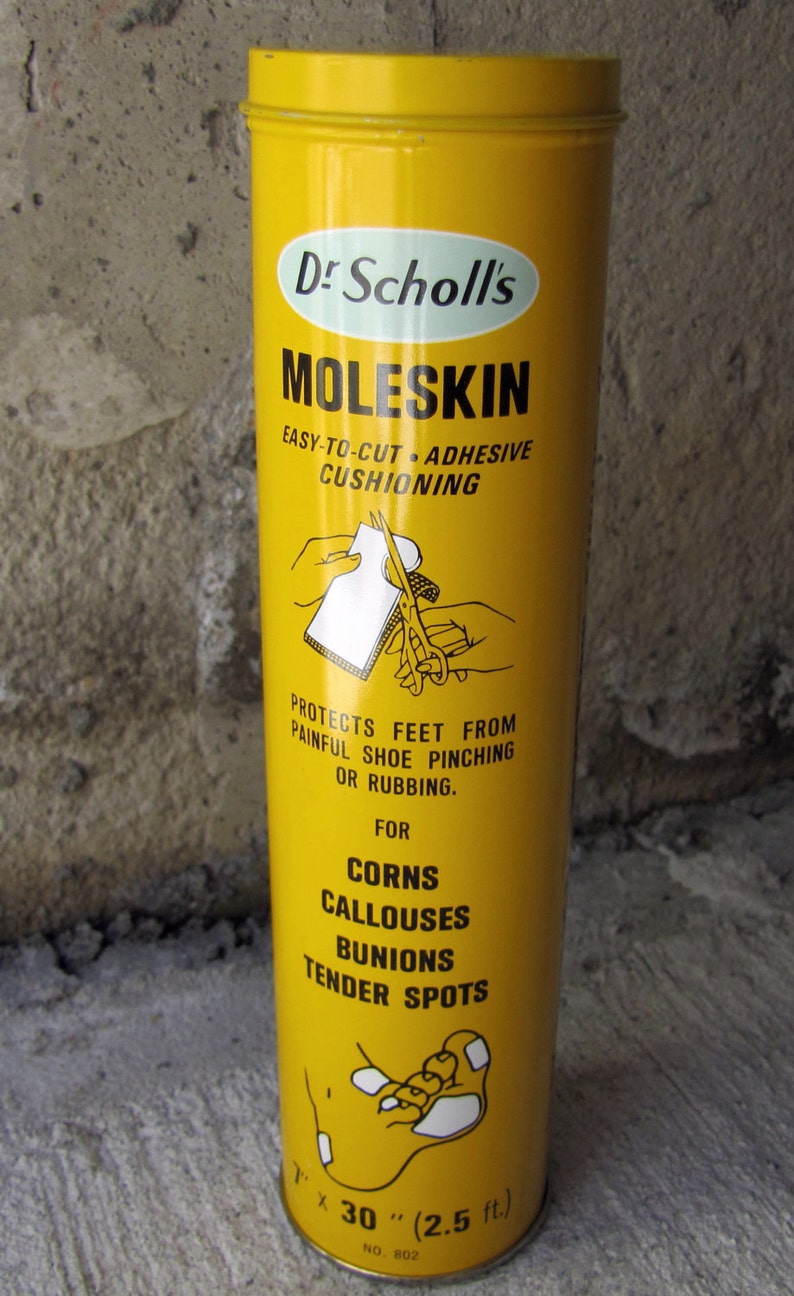 Dr Scholl's
MOLESKIN
EASY-TO-CUT • ADHESIVE
CUSHIONING
PROTECTS FEET FROM
PAINFUL SHOE PINCHING
OR RUBBING.
FOR
CORNS
CALLOUSES
BUNIONS
TENDER SPOTS
7" x 30" (2.5 ft.)
NO. 802